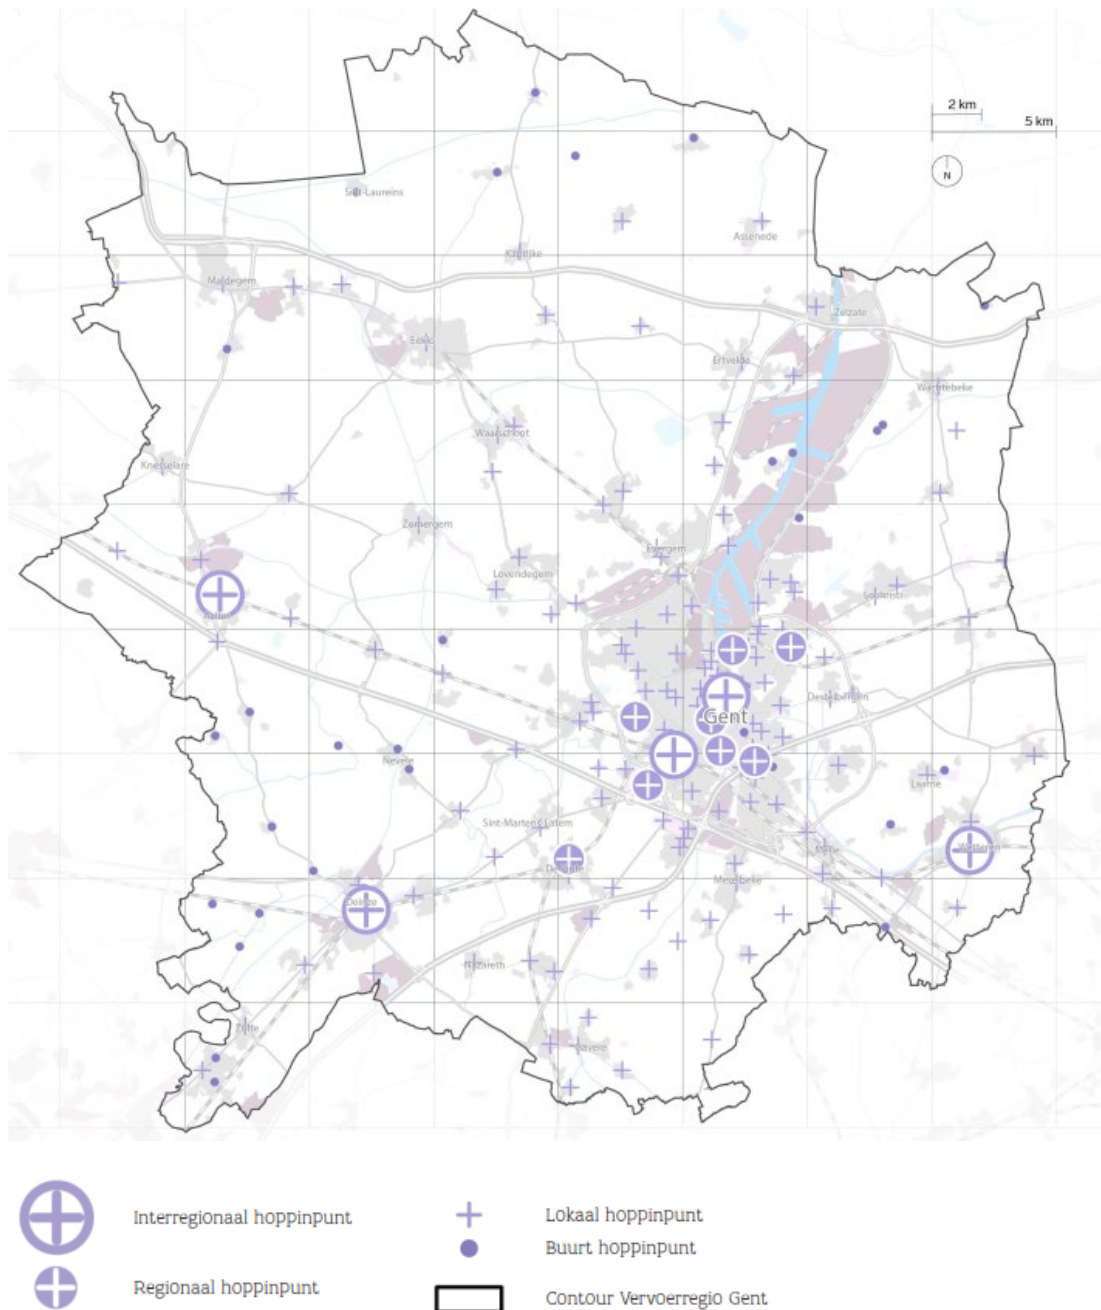 2 km
5 km
N
Sint-Laureins
Assenede
Kaprijke
Maldegem
Zelzate
Eeklo
Ertvelde
Wachtebeke
Waarschoot
Knesselare
Zomergem
Evergem
Lovendegem
Lochristi
Aalter
Destelbergen
Gent
Nevele
Laarne
Sint-Martens-Latem
Melle
Wetteren
De Pinte
Merelbeke
Deinze
Nazareth
Zulte
Gavere
Interregionaal hoppinpunt
Lokaal hoppinpunt
Buurt hoppinpunt
Regionaal hoppinpunt
Contour Vervoerregio Gent